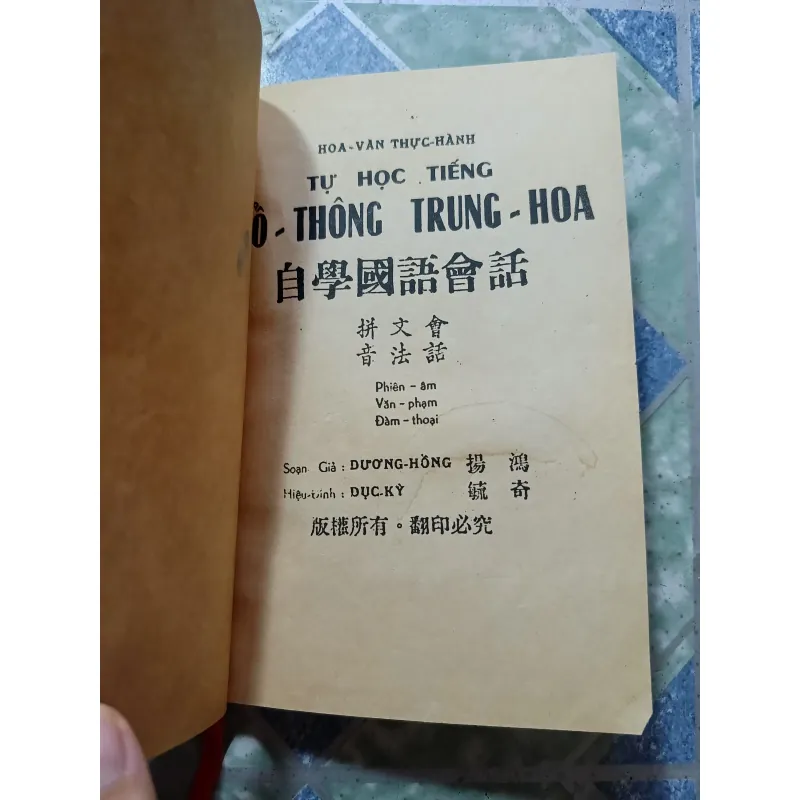 HOA-VĂN THỰC-HÀNH
TỰ HỌC TIẾNG
Ổ-THÔNG TRUNG-HOA
自學國語會話
拼文會
音法話
Phiên-âm
Văn-phạm
Đàm-thoại
Soạn Giả: DƯƠNG-HỒNG 揚鴻
Hiệu-Đính: DỤC-KỲ 毓奇
版權所有。翻印必究